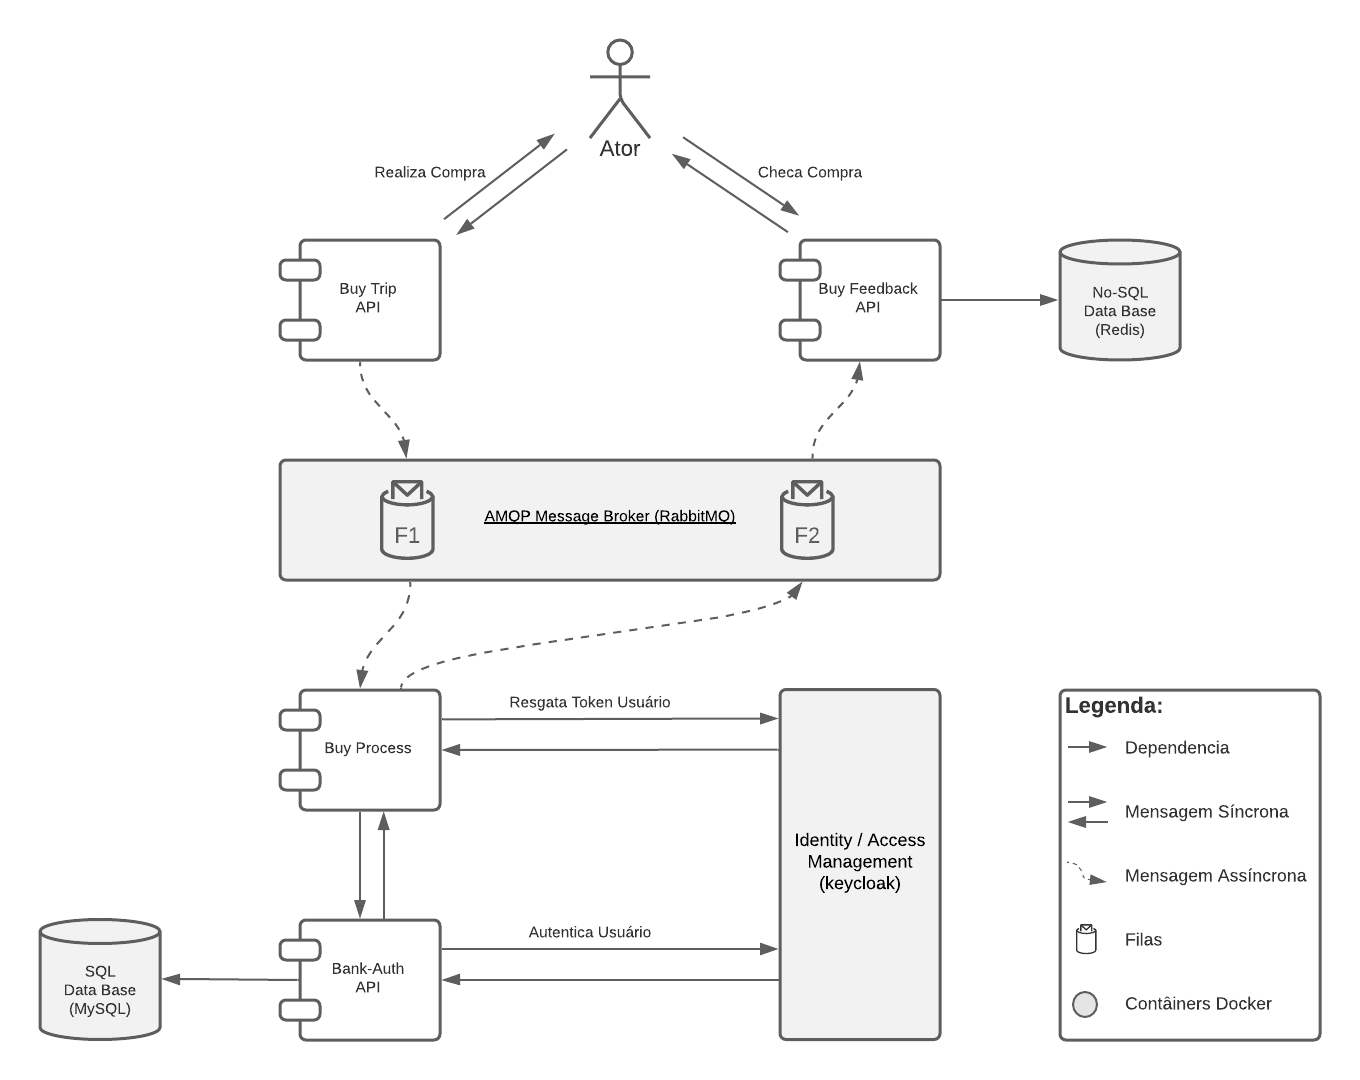 Ator
Realiza Compra
Checa Compra
Buy Trip
API
Buy Feedback
API
No-SQL
Data Base
(Redis)
F1
AMQP Message Broker (RabbitMQ)
F2
Resgata Token Usuário
Buy Process
Identity / Access
Management
(keycloak)
Autentica Usuário
Bank-Auth
API
SQL
Data Base
(MySQL)
Legenda:
Dependencia
Mensagem Síncrona
Mensagem Assíncrona
Filas
Contâiners Docker